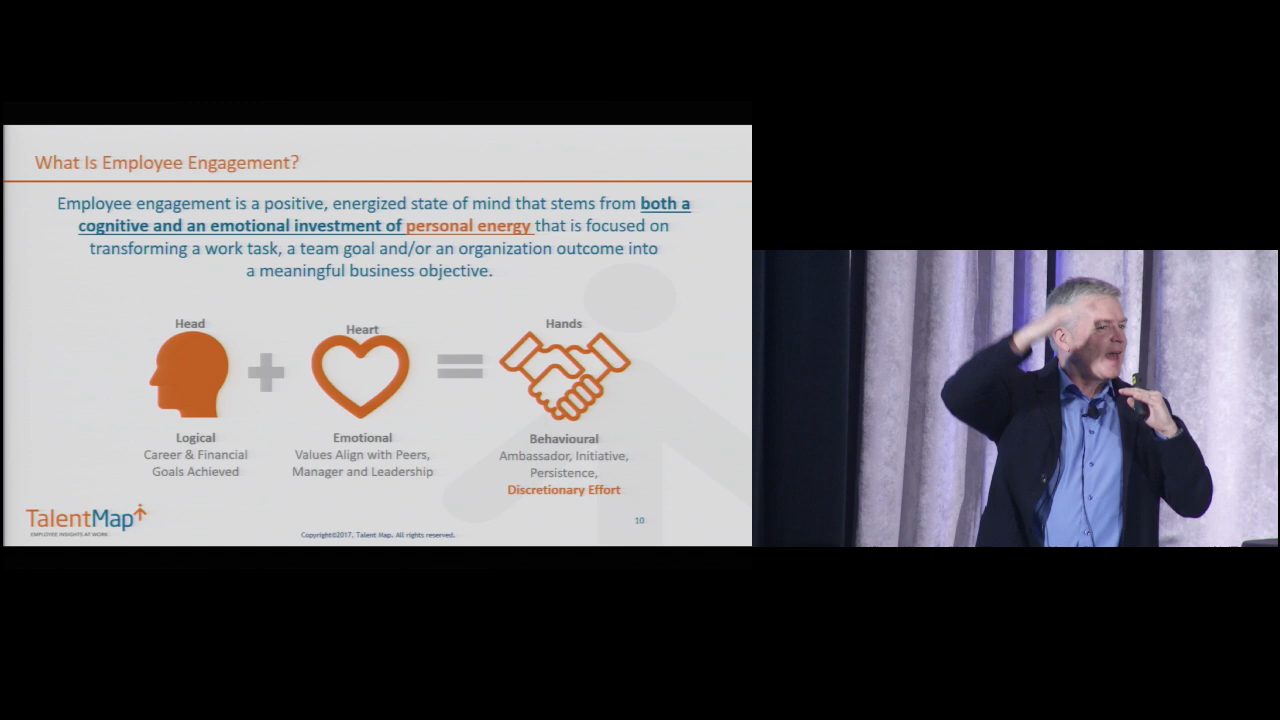 What Is Employee Engagement?
Employee engagement is a positive, energized state of mind that stems from both a
cognitive and an emotional investment of personal energy that is focused on
transforming a work task, a team goal and/or an organization outcome into
a meaningful business objective.
Head
Heart
Hands
Logical
Career & Financial
Goals Achieved
Emotional
Values Align with Peers,
Manager and Leadership
Behavioural
Ambassador, Initiative,
Persistence,
Discretionary Effort
TalentMap
EMPLOYEE INSIGHTS AT WORK
Copyright©2017, Talent Map. All rights reserved.
10